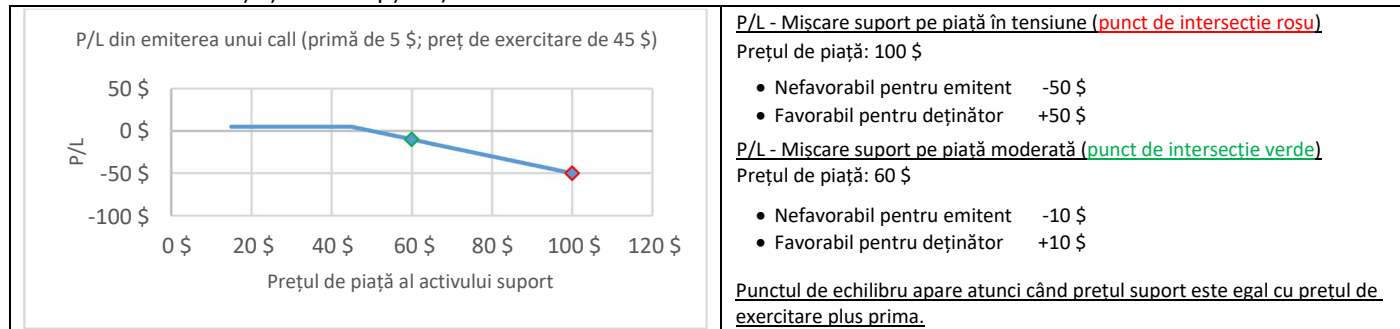 P/L din emiterea unui call (primă de 5 $; preț de exercitare de 45 $)
50 $
0 $
-50 $
-100 $
P/L
0 $ 20 $ 40 $ 60 $ 80 $ 100 $ 120 $
Prețul de piață al activului suport
P/L - Mișcare suport pe piață în tensiune (punct de intersecție roșu)
Prețul de piață: 100 $
• Nefavorabil pentru emitent -50 $
• Favorabil pentru deținător +50 $
P/L - Mișcare suport pe piață moderată (punct de intersecție verde)
Prețul de piață: 60 $
• Nefavorabil pentru emitent -10 $
• Favorabil pentru deținător +10 $
Punctul de echilibru apare atunci când prețul suport este egal cu prețul de
exercitare plus prima.